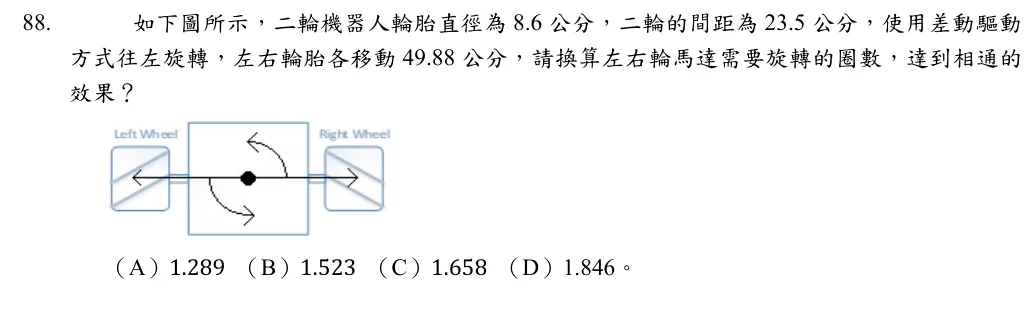 88. 如下圖所示，二輪機器人輪胎直徑為 8.6 公分，二輪的間距為 23.5 公分，使用差動驅動
方式往左旋轉，左右輪胎各移動 49.88 公分，請換算左右輪馬達需要旋轉的圈數，達到相通的
效果？
Left Wheel Right Wheel
（A）1.289 （B）1.523 （C）1.658 （D）1.846。